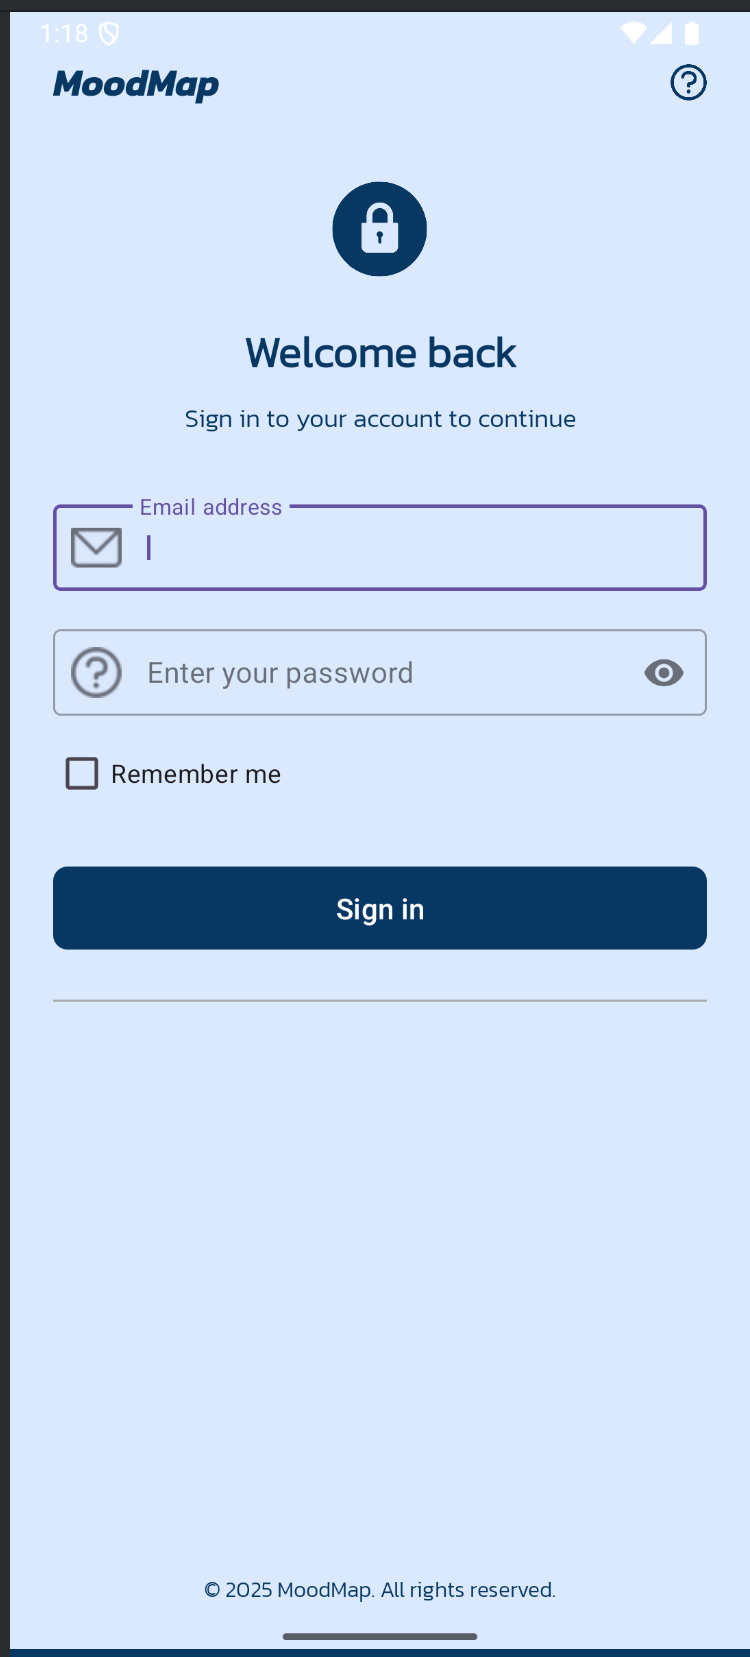 1:18
MoodMap
Welcome back
Sign in to your account to continue
Email address
Enter your password
Remember me
Sign in
© 2025 MoodMap. All rights reserved.